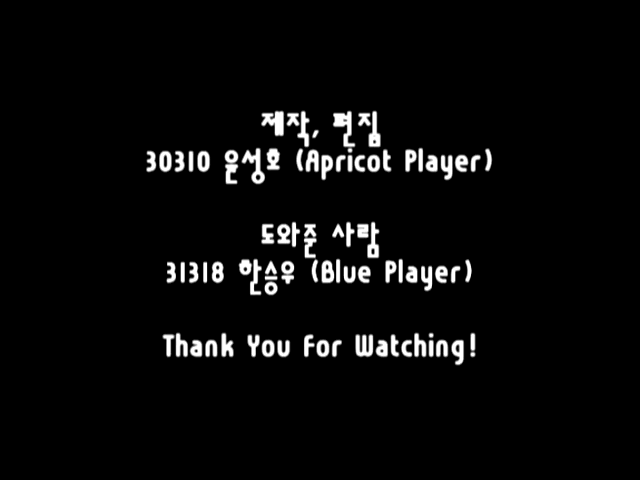 제작, 편집
30310 윤성호 (Apricot Player)
도와준 사람
31318 한승우 (Blue Player)
Thank You For Watching!